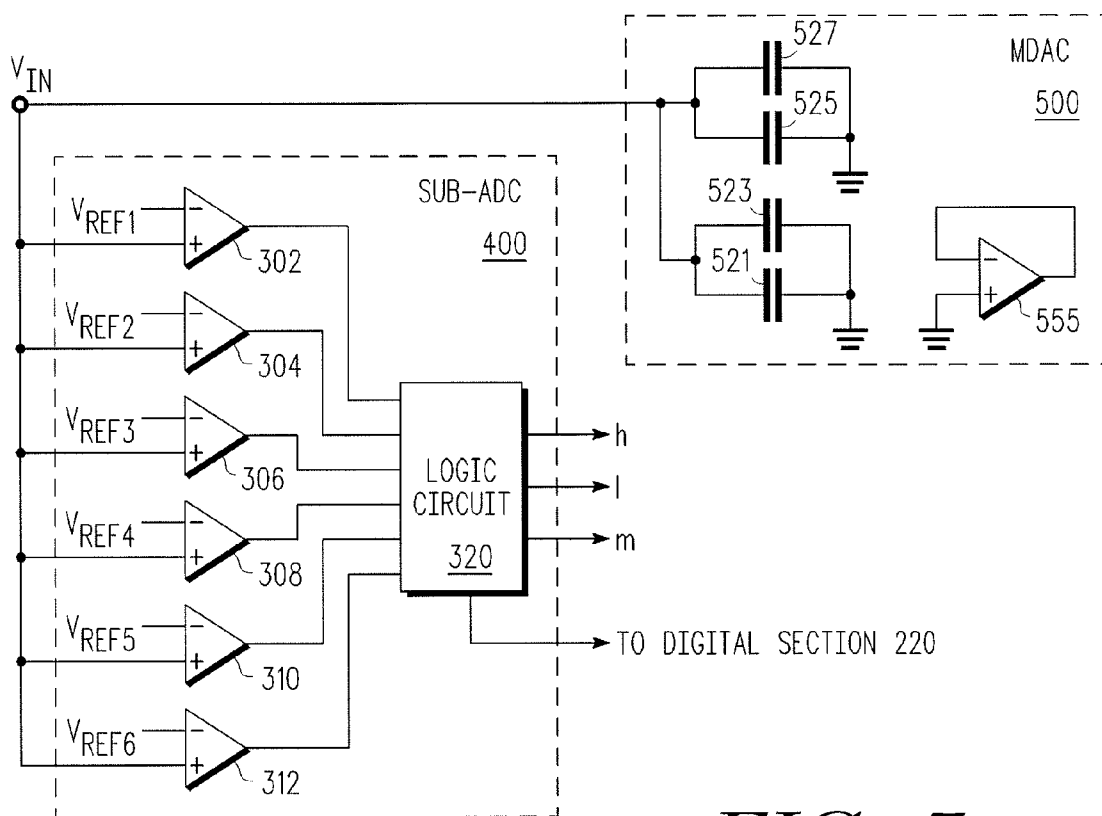 V_IN
527
MDAC
500
525
523
521
555
SUB-ADC
400
V_REF1
−
+
302
V_REF2
−
+
304
V_REF3
−
+
306
V_REF4
−
+
308
V_REF5
−
+
310
V_REF6
−
+
312
−
+
LOGIC
CIRCUIT
320
h
l
m
TO DIGITAL SECTION 220